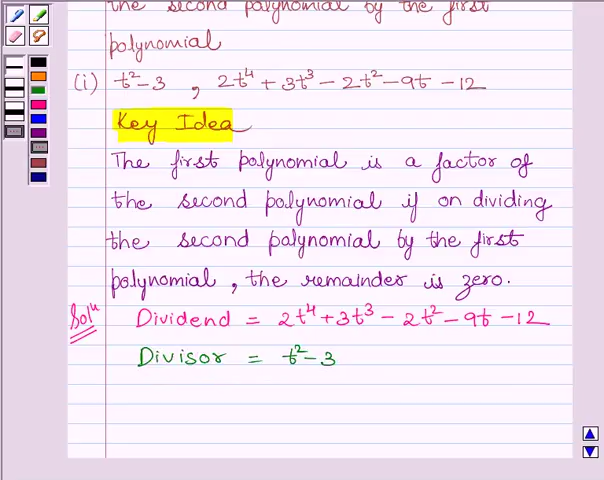 the second polynomial by the first
polynomial
(i) t²-3 , 2t⁴ + 3t³ - 2t² - 9t - 12
Key Idea
The first polynomial is a factor of
the second polynomial if on dividing
the second polynomial by the first
polynomial, the remainder is zero.
Solⁿ Dividend = 2t⁴ + 3t³ - 2t² - 9t - 12
Divisor = t² - 3